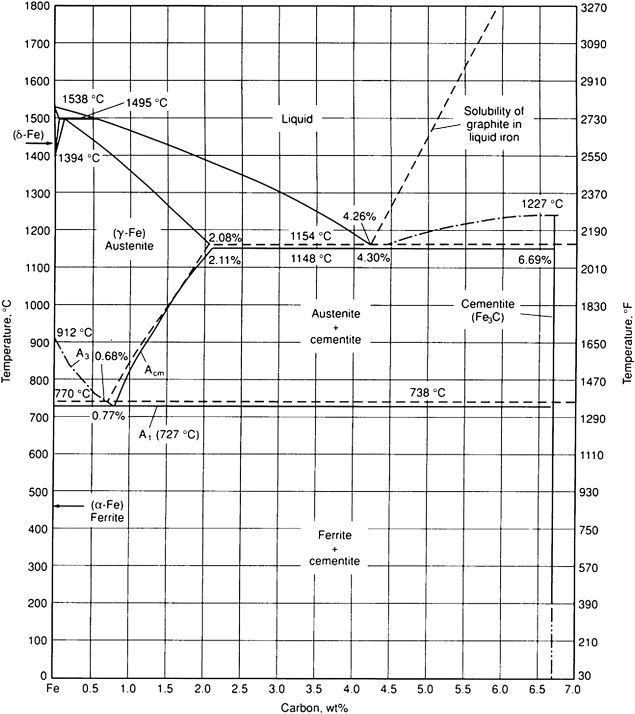 1800
3270
1700
3090
1600
2910
1538 °C
1495 °C
1500
Liquid
Solubility of
graphite in
liquid iron
2730
(δ-Fe)
1400
1394 °C
2550
1300
2370
1227 °C
4.26%
1200
(γ-Fe)
Austenite
2.08%
1154 °C
2190
1100
2.11%
1148 °C
4.30%
6.69%
2010
1000
Austenite
+
cementite
Cementite
(Fe3C)
1830
Temperature, °C
Temperature, °F
912 °C
900
A3
0.68%
Acm
1650
800
770 °C
738 °C
1470
700
0.77%
A1 (727 °C)
1290
600
1110
500
(α-Fe)
Ferrite
930
400
Ferrite
+
cementite
750
300
570
200
390
100
210
0
30
Fe 0.5 1.0 1.5 2.0 2.5 3.0 3.5 4.0 4.5 5.0 5.5 6.0 6.5 7.0
Carbon, wt%